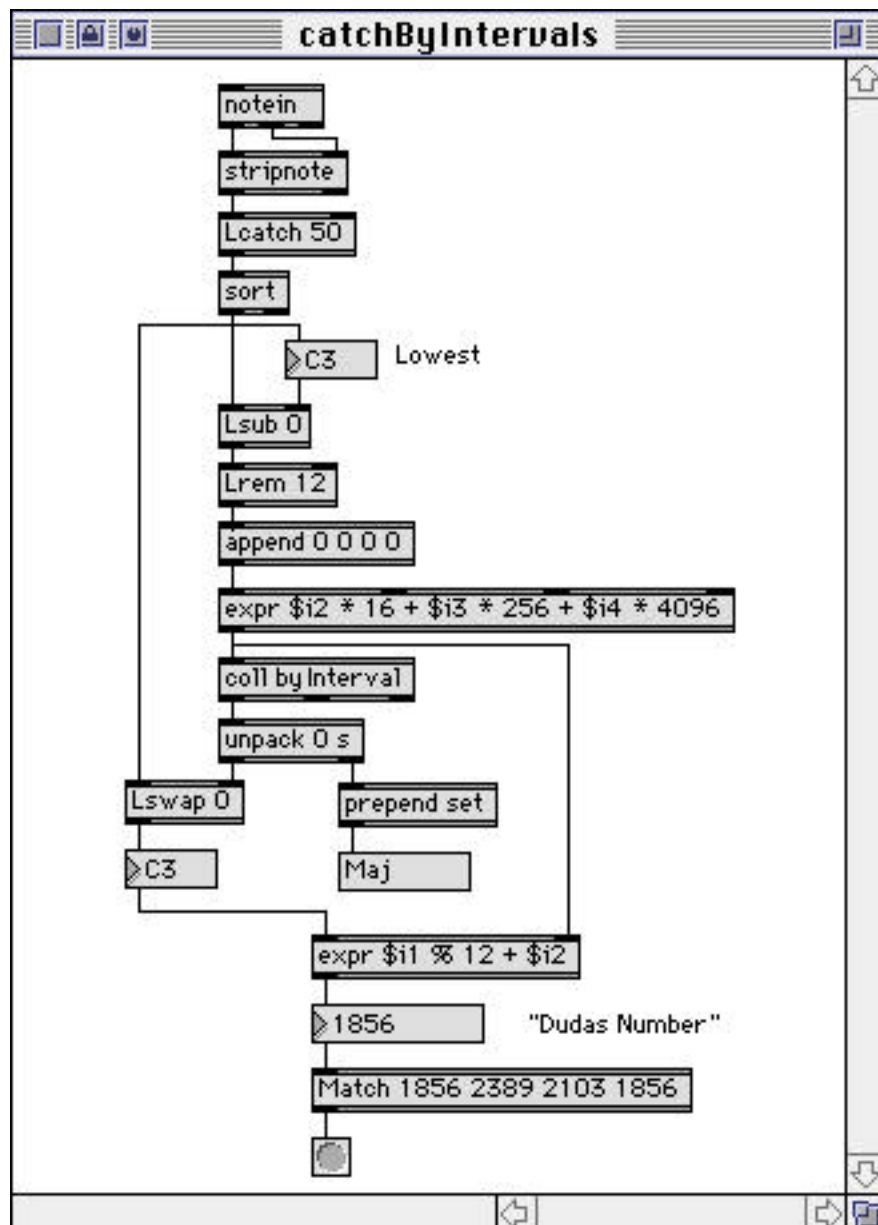 catchByIntervals
notein
stripnote
Lcatch 50
sort
C3 Lowest
Lsub 0
Lrem 12
append 0 0 0 0
expr $i2 * 16 + $i3 * 256 + $i4 * 4096
coll byInterval
unpack 0 s
Lswap 0 prepend set
C3 Maj
expr $i1 % 12 + $i2
1856 "Dudas Number"
Match 1856 2389 2103 1856